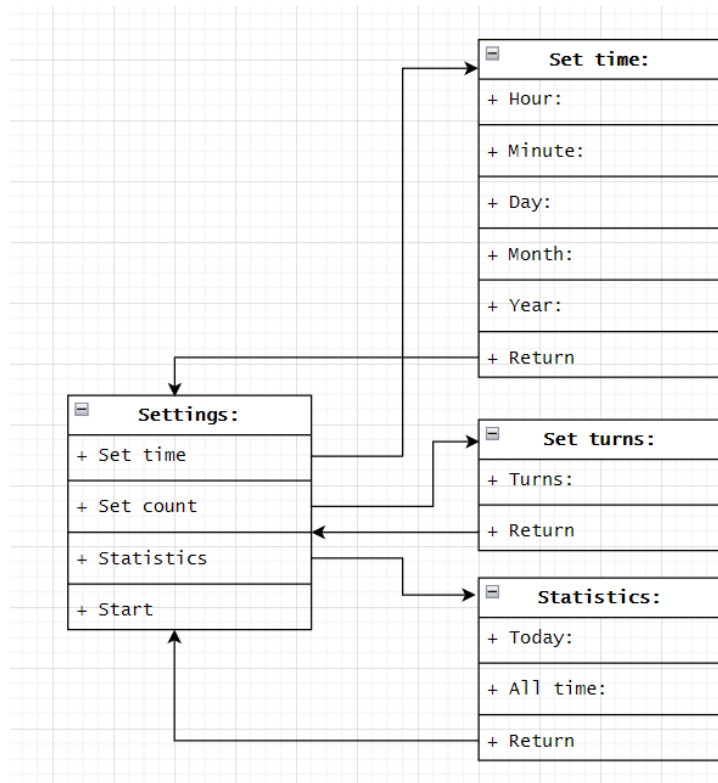 Set time:
+ Hour:
+ Minute:
+ Day:
+ Month:
+ Year:
+ Return
Settings:
+ Set time
+ Set count
+ Statistics
+ Start
Set turns:
+ Turns:
+ Return
Statistics:
+ Today:
+ All time:
+ Return